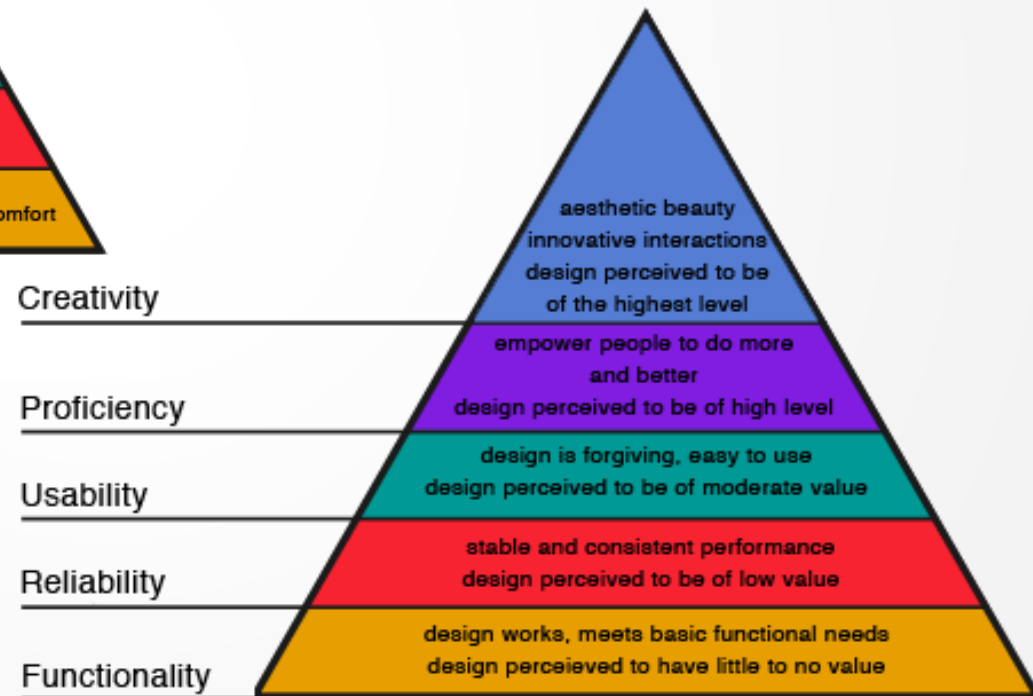 omfort
aesthetic beauty
innovative interactions
design perceived to be
of the highest level
Creativity
empower people to do more
and better
design perceived to be of high level
Proficiency
design is forgiving, easy to use
design perceived to be of moderate value
Usability
stable and consistent performance
design perceived to be of low value
Reliability
design works, meets basic functional needs
design perceieved to have little to no value
Functionality